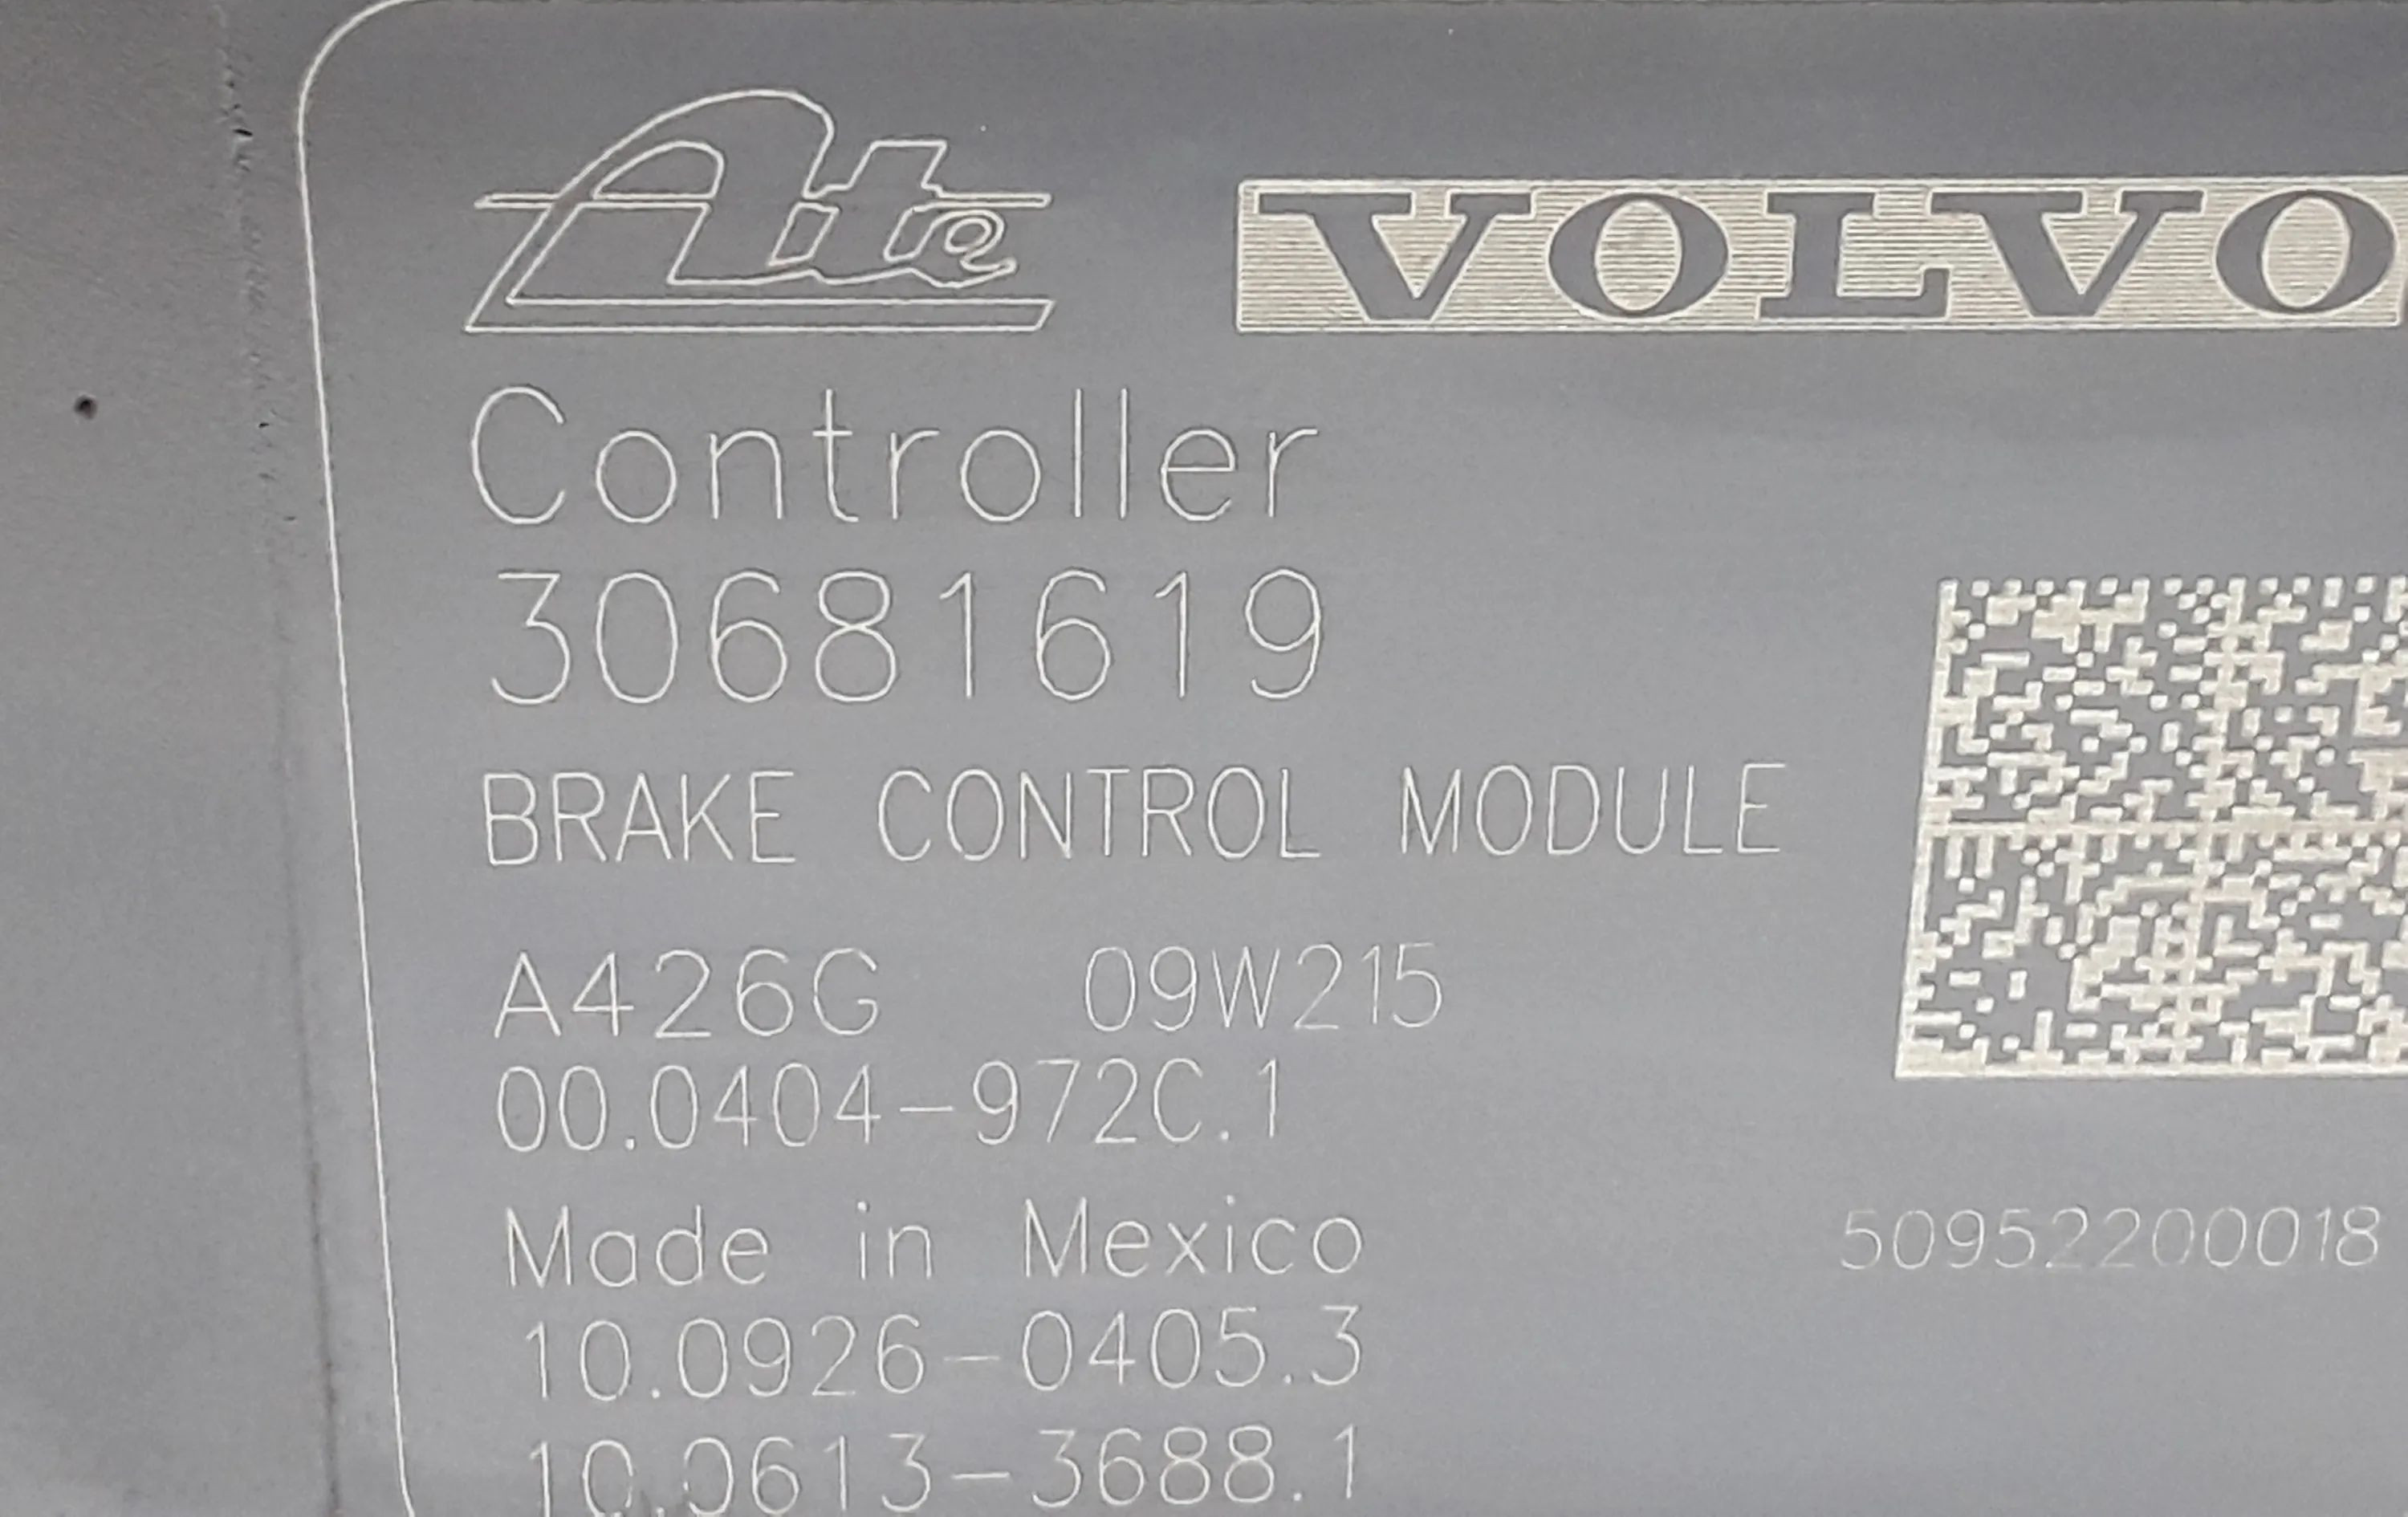 Ate VOLVO
Controller
30681619
BRAKE CONTROL MODULE
A426G 09W215
00.0404-972C.1
Made in Mexico
50952200018
10.0926-0405.3
10.0613-3688.1